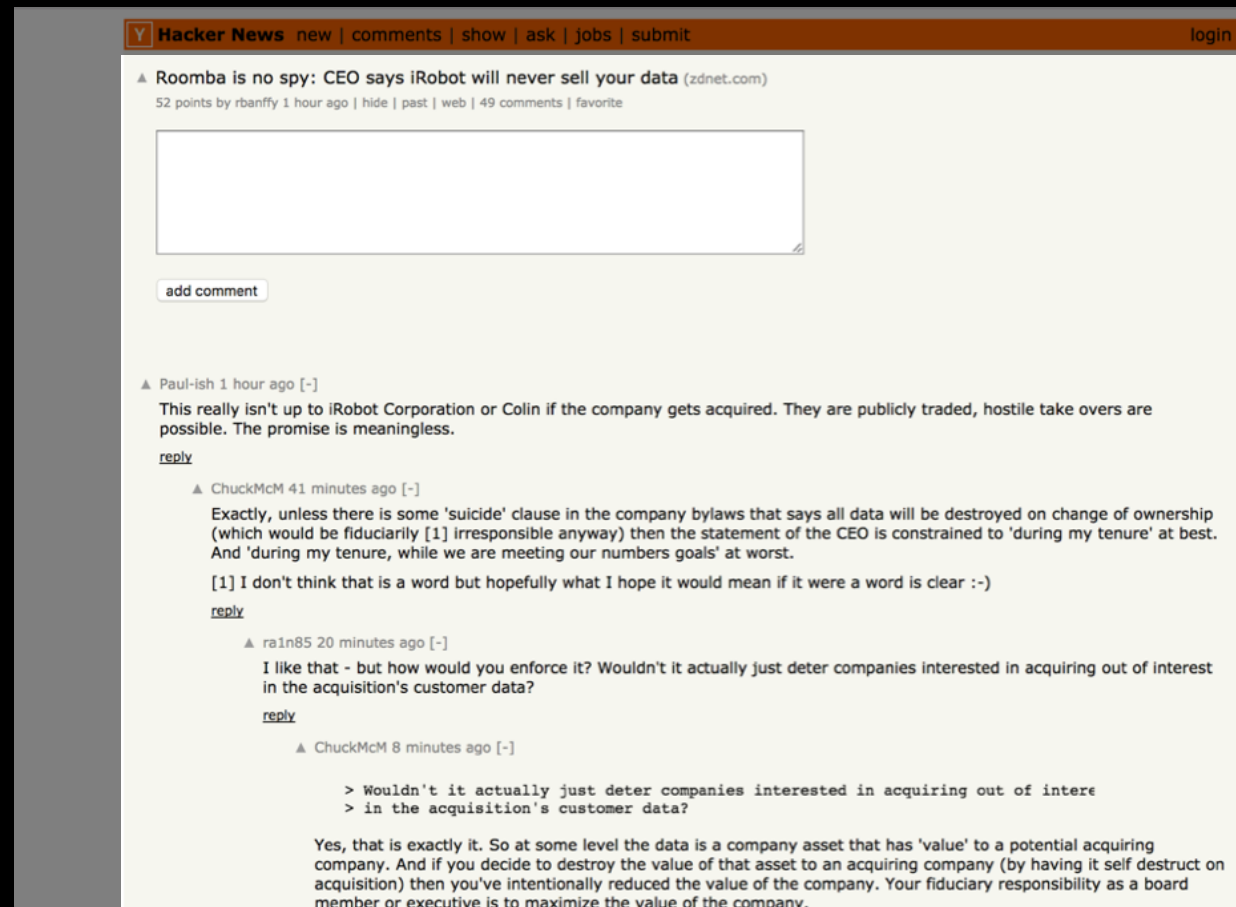 Y Hacker News new | comments | show | ask | jobs | submit login
Roomba is no spy: CEO says iRobot will never sell your data (zdnet.com)
52 points by rbanffy 1 hour ago | hide | past | web | 49 comments | favorite
add comment
Paul-ish 1 hour ago [-]
This really isn't up to iRobot Corporation or Colin if the company gets acquired. They are publicly traded, hostile take overs are
possible. The promise is meaningless.
reply
ChuckMcM 41 minutes ago [-]
Exactly, unless there is some 'suicide' clause in the company bylaws that says all data will be destroyed on change of ownership
(which would be fiduciarily [1] irresponsible anyway) then the statement of the CEO is constrained to 'during my tenure' at best.
And 'during my tenure, while we are meeting our numbers goals' at worst.
[1] I don't think that is a word but hopefully what I hope it would mean if it were a word is clear :-)
reply
ra1n85 20 minutes ago [-]
I like that - but how would you enforce it? Wouldn't it actually just deter companies interested in acquiring out of interest
in the acquisition's customer data?
reply
ChuckMcM 8 minutes ago [-]
> Wouldn't it actually just deter companies interested in acquiring out of intere
> in the acquisition's customer data?
Yes, that is exactly it. So at some level the data is a company asset that has 'value' to a potential acquiring
company. And if you decide to destroy the value of that asset to an acquiring company (by having it self destruct on
acquisition) then you've intentionally reduced the value of the company. Your fiduciary responsibility as a board
member or executive is to maximize the value of the company.